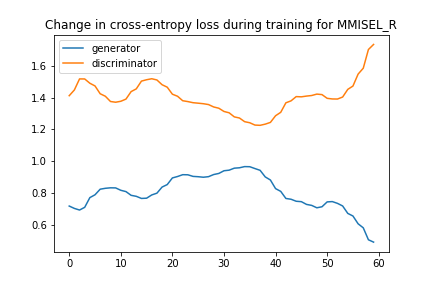 Change in cross-entropy loss during training for MMISEL_R
generator
discriminator
1.6
1.4
1.2
1.0
0.8
0.6
0 10 20 30 40 50 60